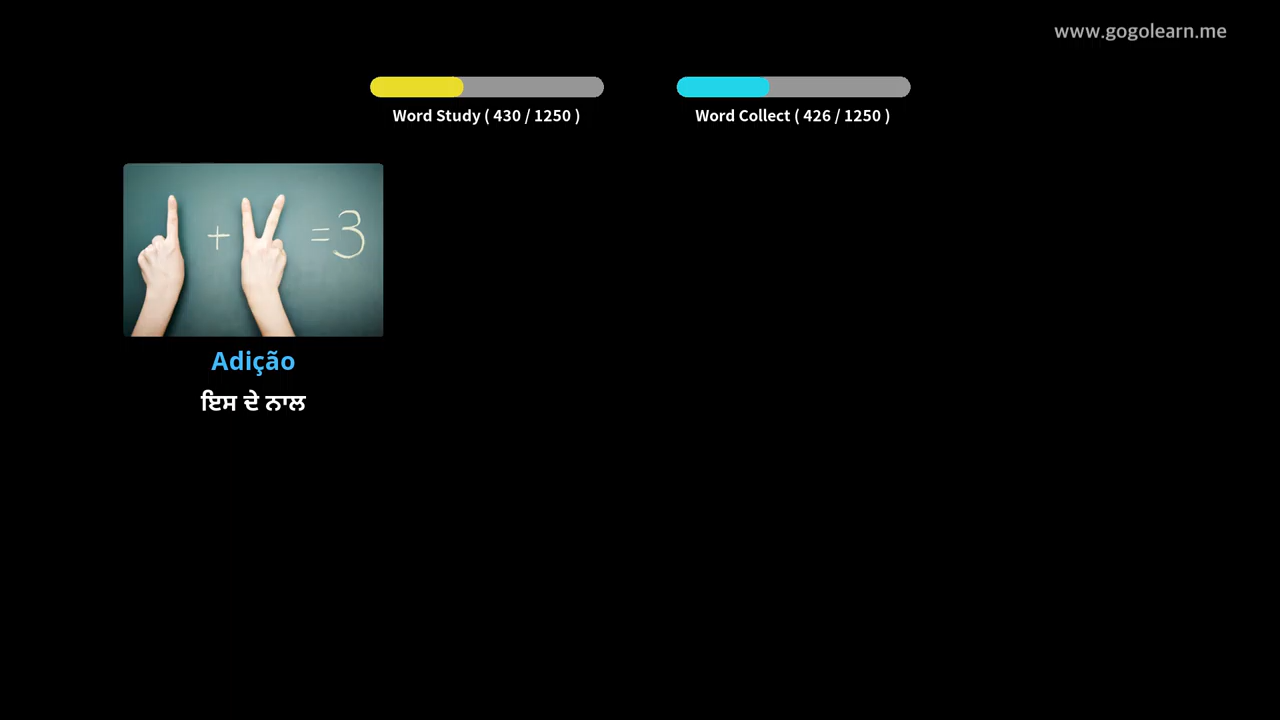 www.gogolearn.me
Word Study ( 430 / 1250 )
Word Collect ( 426 / 1250 )
+ =3
Adição
ਇਸ ਦੇ ਨਾਲ